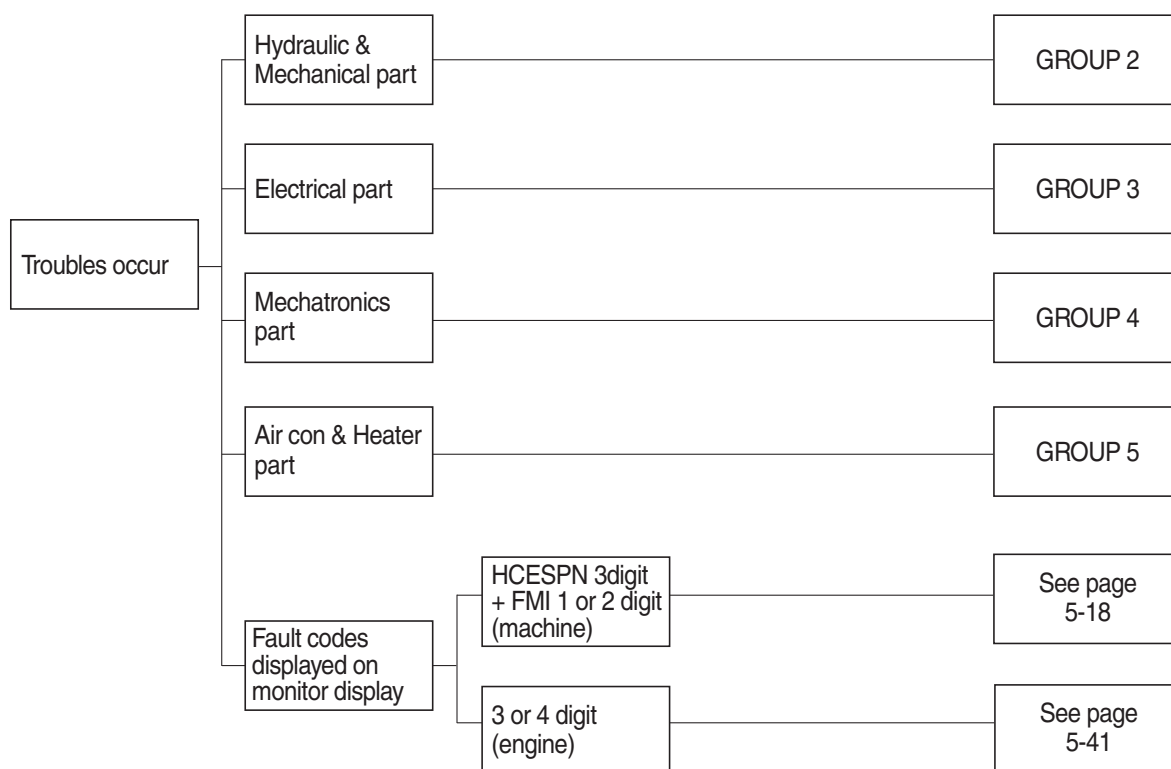 Troubles occur
Hydraulic &
Mechanical part
GROUP 2
Electrical part
GROUP 3
Mechatronics
part
GROUP 4
Air con & Heater
part
GROUP 5
Fault codes
displayed on
monitor display
HCESPN 3digit
+ FMI 1 or 2 digit
(machine)
See page
5-18
3 or 4 digit
(engine)
See page
5-41